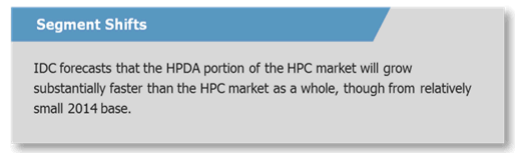 Segment Shifts
IDC forecasts that the HPDA portion of the HPC market will grow
substantially faster than the HPC market as a whole, though from relatively
small 2014 base.